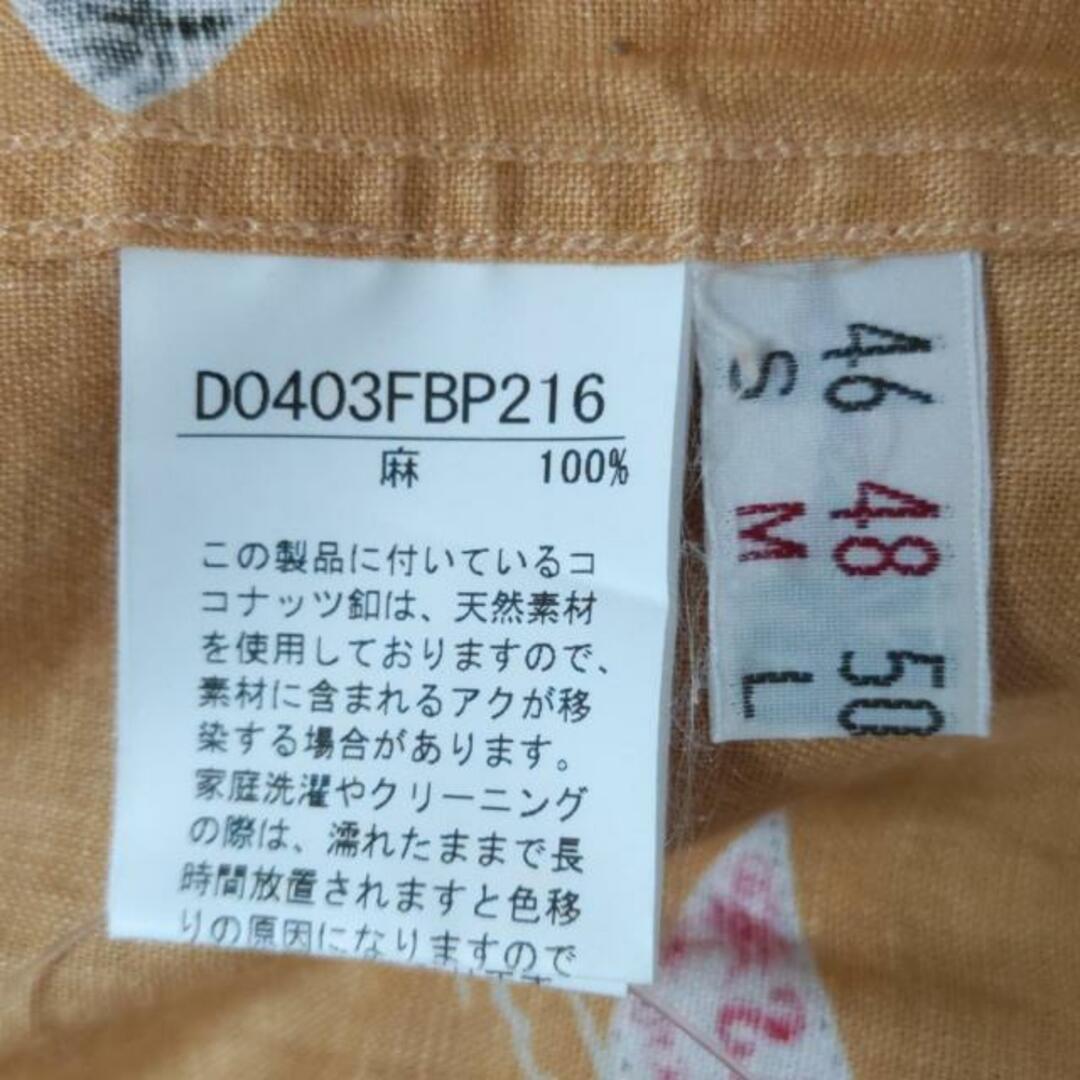 D0403FBP216
麻 100%
この製品に付いているココ
コナッツ釦は、天然素材
を使用しておりますので、
素材に含まれるアクが移
染する場合があります。
家庭洗濯やクリーニング
の際は、濡れたままで長
時間放置されますと色移
りの原因になりますので
46 48 50
S M L